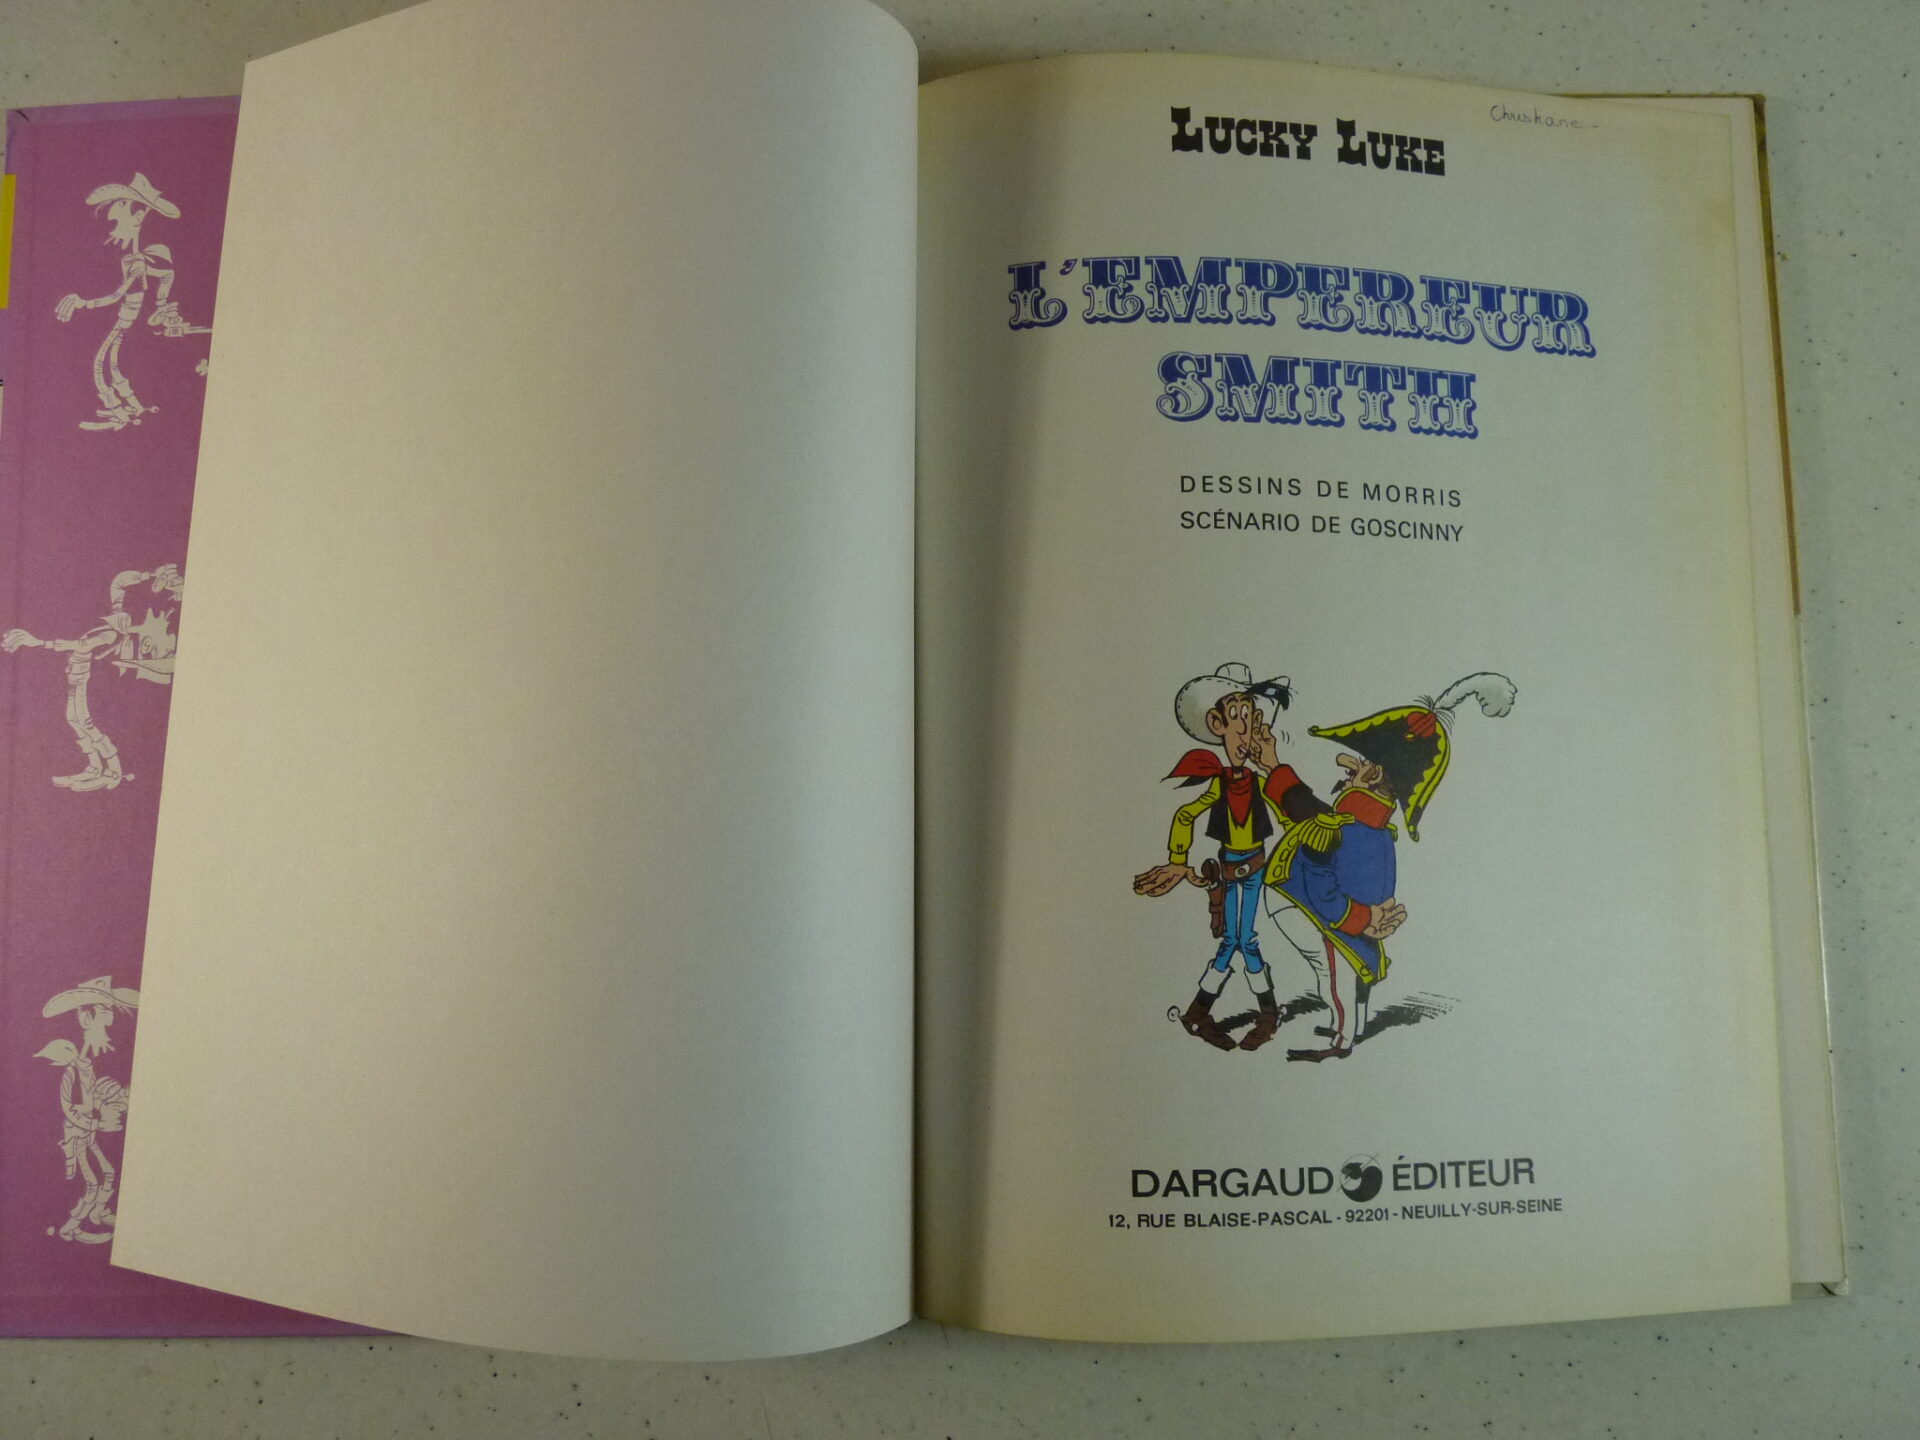 Christiane -
LUCKY LUKE
L'EMPEREUR
SMITH
DESSINS DE MORRIS
SCÉNARIO DE GOSCINNY
DARGAUD ÉDITEUR
12, RUE BLAISE-PASCAL - 92201 - NEUILLY-SUR-SEINE